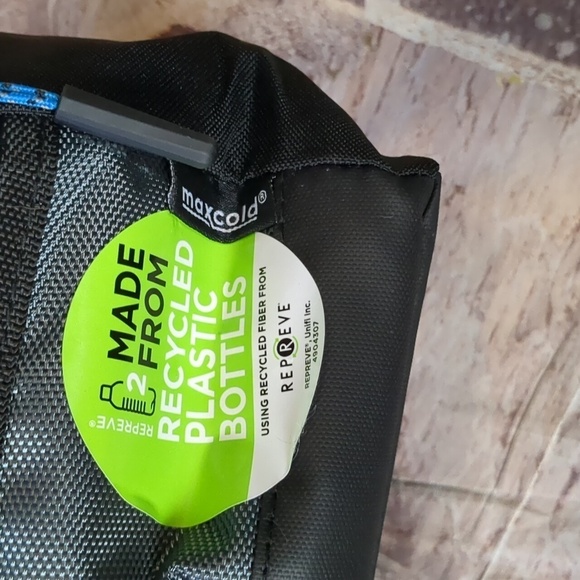 maxcold®
MADE
FROM
RECYCLED
PLASTIC
BOTTLES
2
REPREVE®
USING RECYCLED FIBER FROM
REPREVE®
REPREVE®, Unifi Inc.
4904307